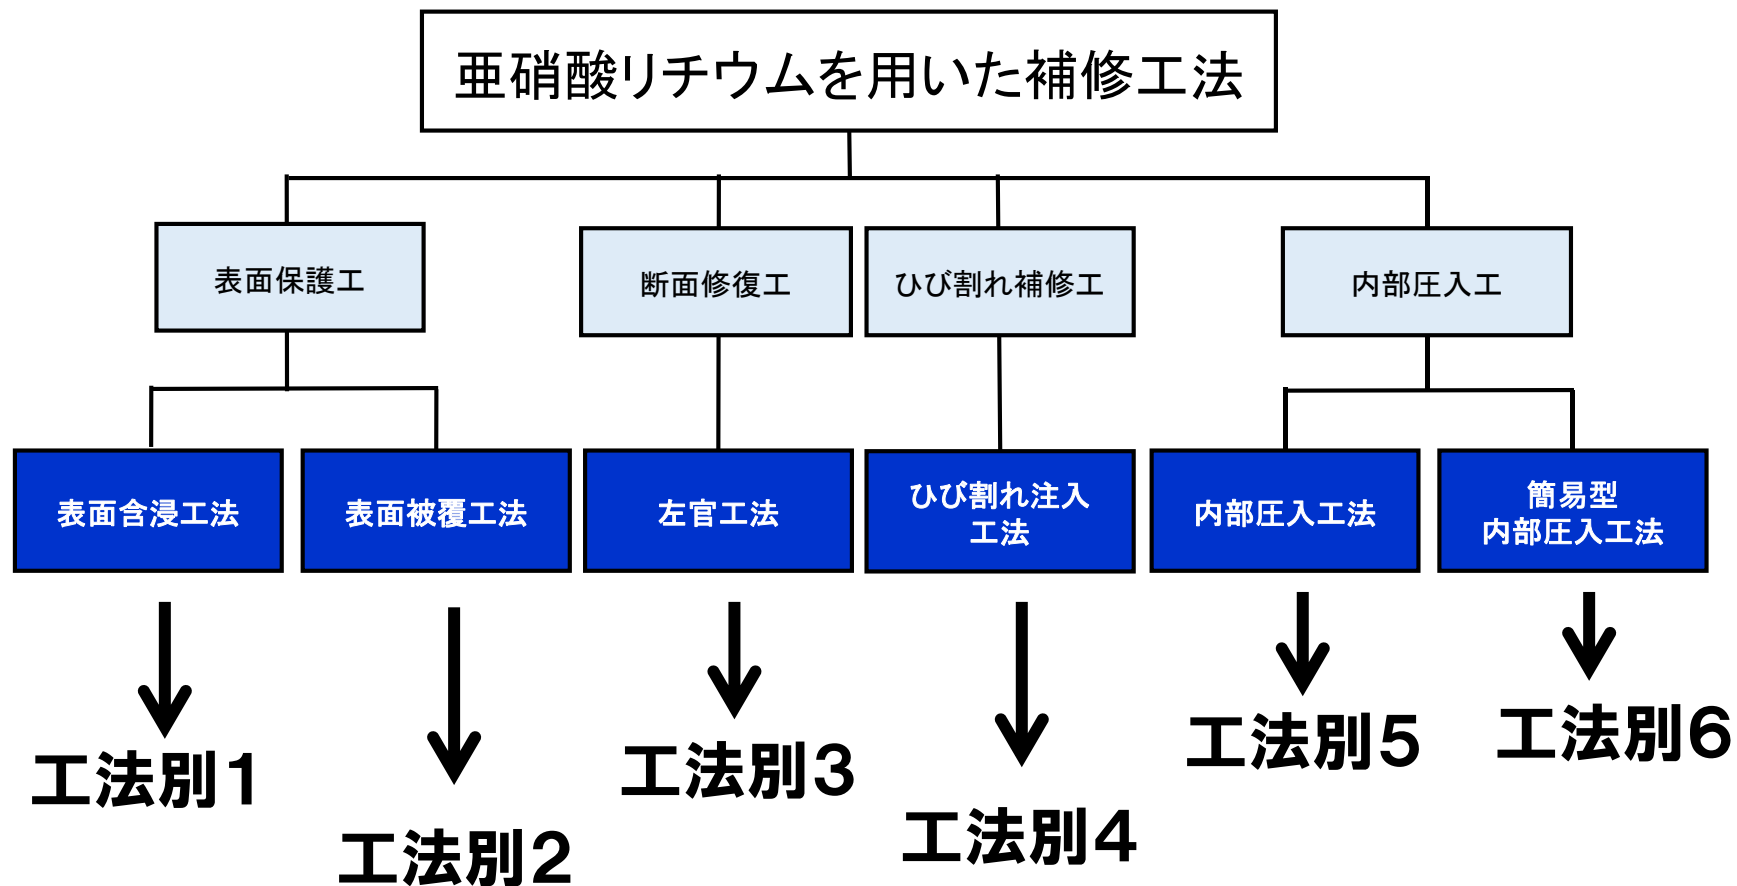 亜硝酸リチウムを用いた補修工法
表面保護工
断面修復工
ひび割れ補修工
内部圧入工
表面含浸工法
表面被覆工法
左官工法
ひび割れ注入
工法
内部圧入工法
簡易型
内部圧入工法
工法別1
工法別2
工法別3
工法別4
工法別5
工法別6